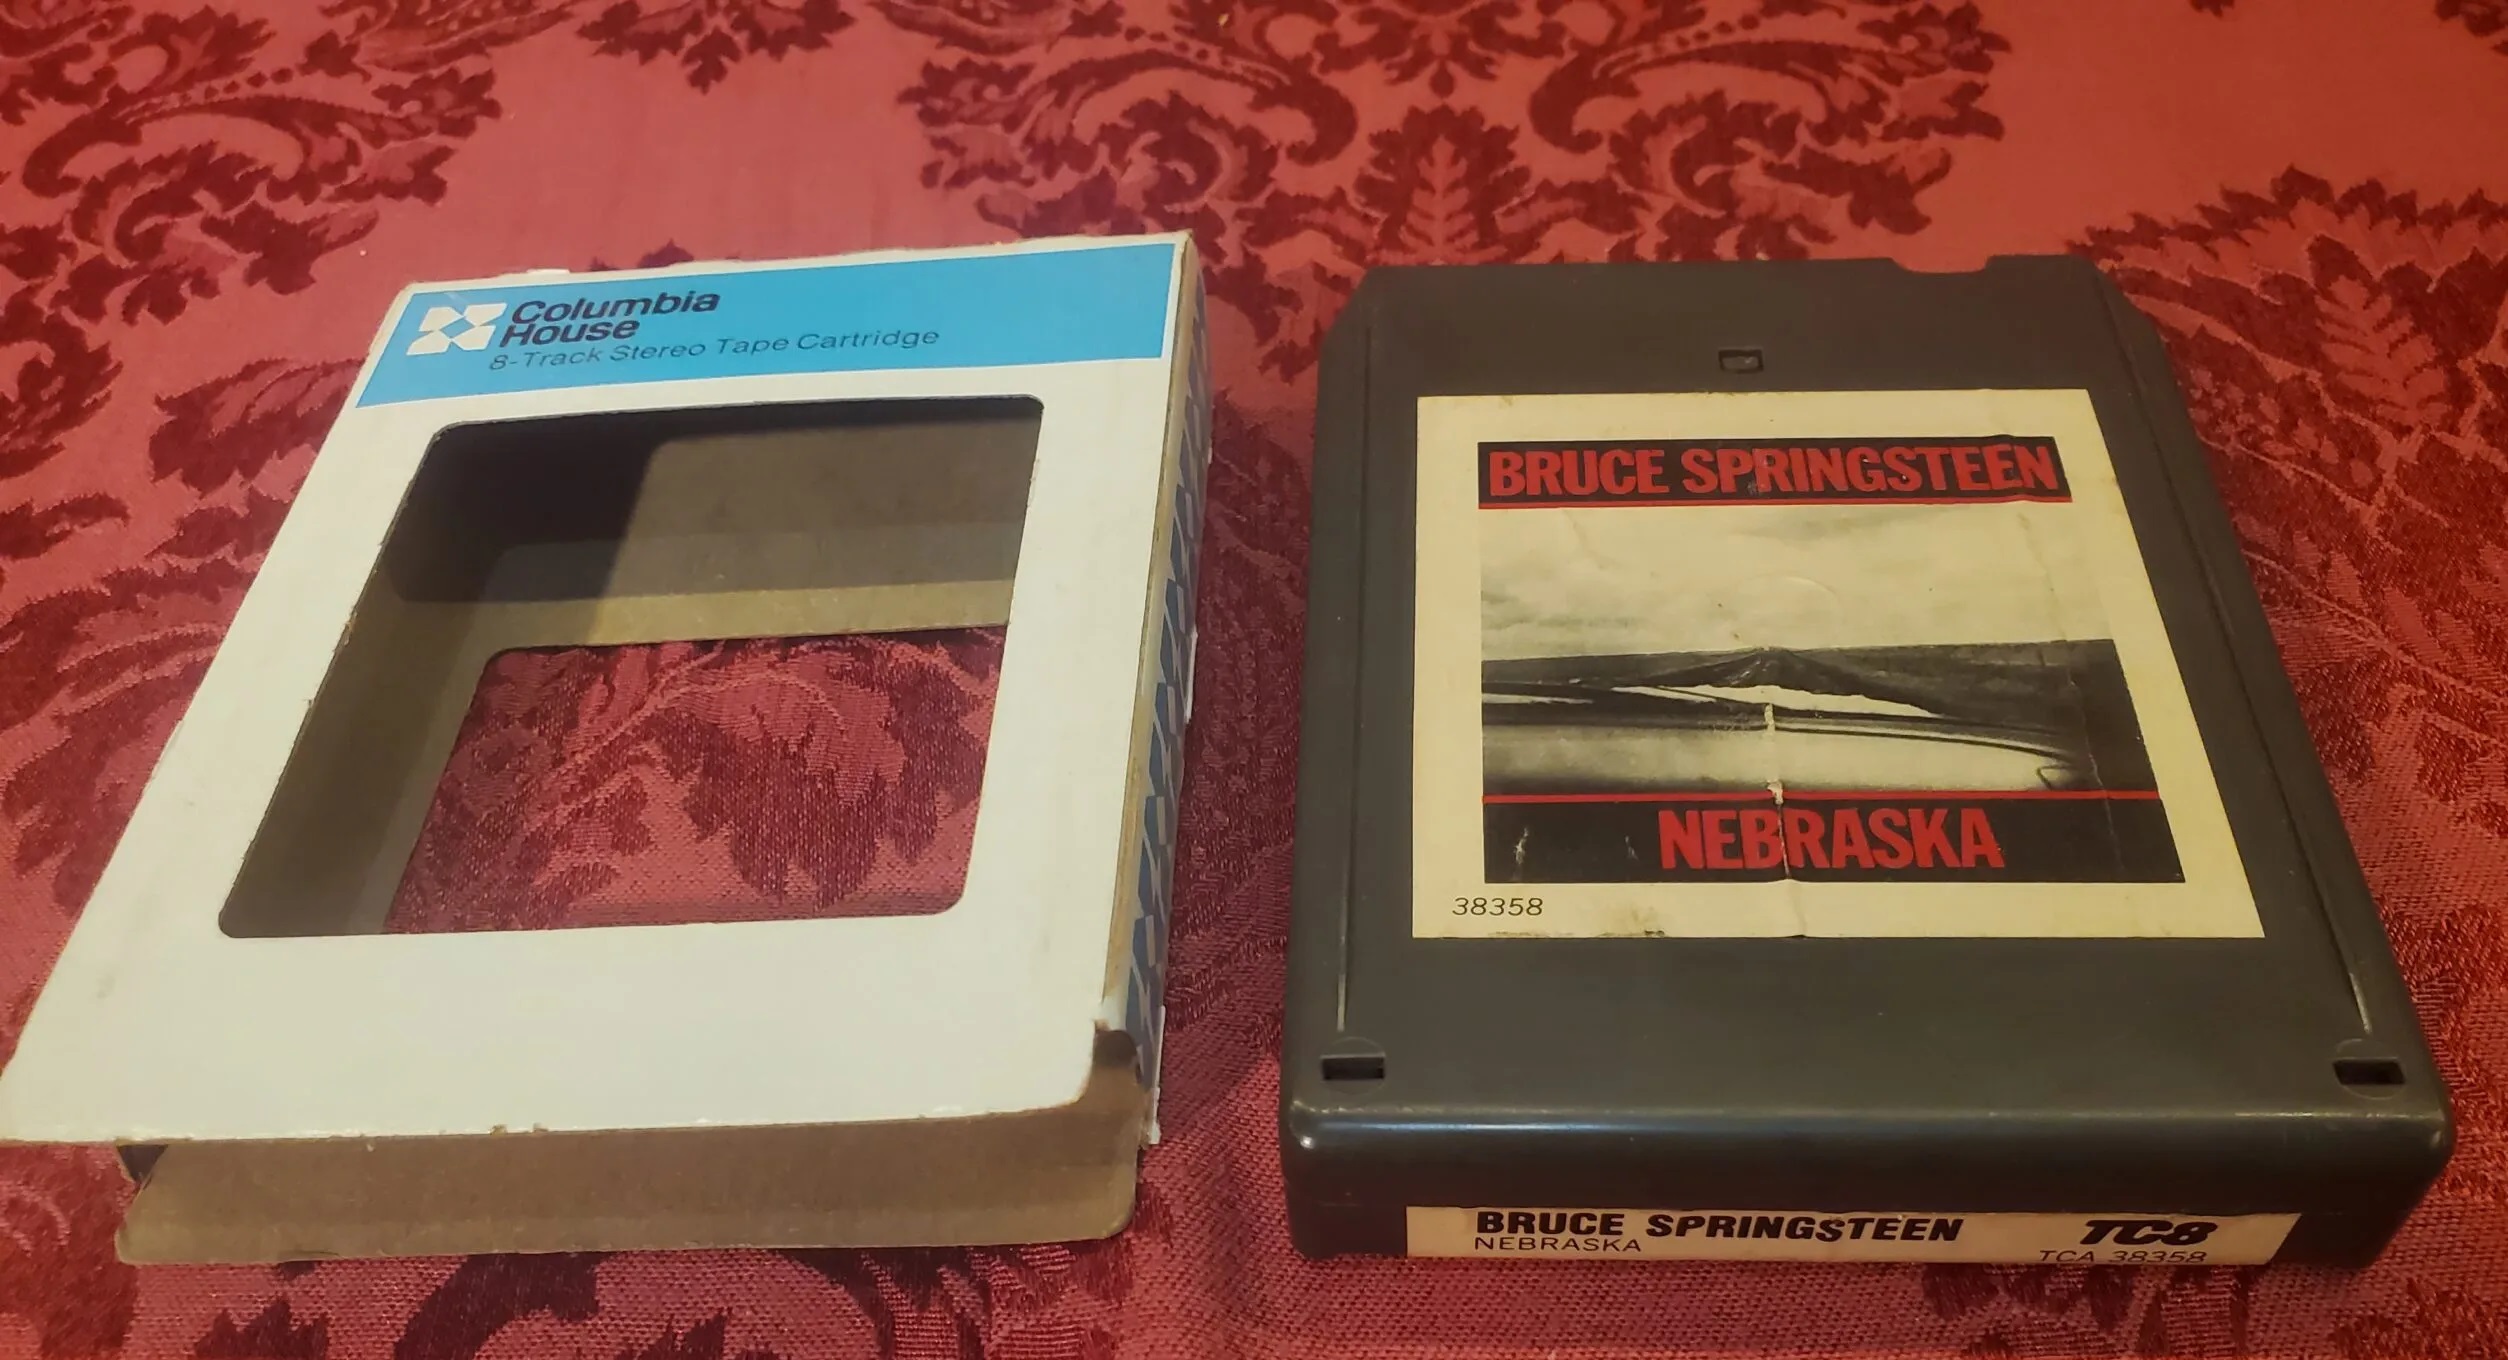 Columbia
House
8-Track Stereo Tape Cartridge
BRUCE SPRINGSTEEN
NEBRASKA
38358
BRUCE SPRINGSTEEN
NEBRASKA
TC8
TCA 38358